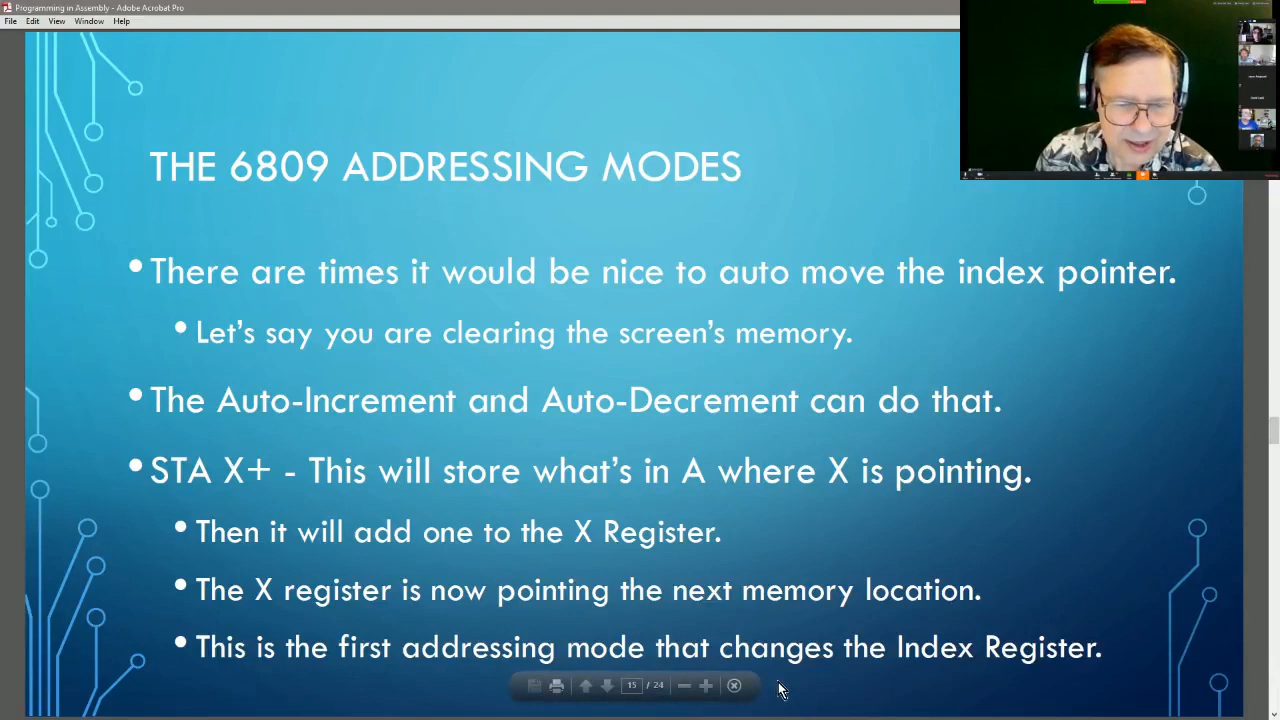 Programming in Assembly - Adobe Acrobat Pro
File Edit View Window Help
THE 6809 ADDRESSING MODES
• There are times it would be nice to auto move the index pointer.
• Let's say you are clearing the screen's memory.
• The Auto-Increment and Auto-Decrement can do that.
• STA X+ - This will store what's in A where X is pointing.
• Then it will add one to the X Register.
• The X register is now pointing the next memory location.
• This is the first addressing mode that changes the Index Register.
15 / 24